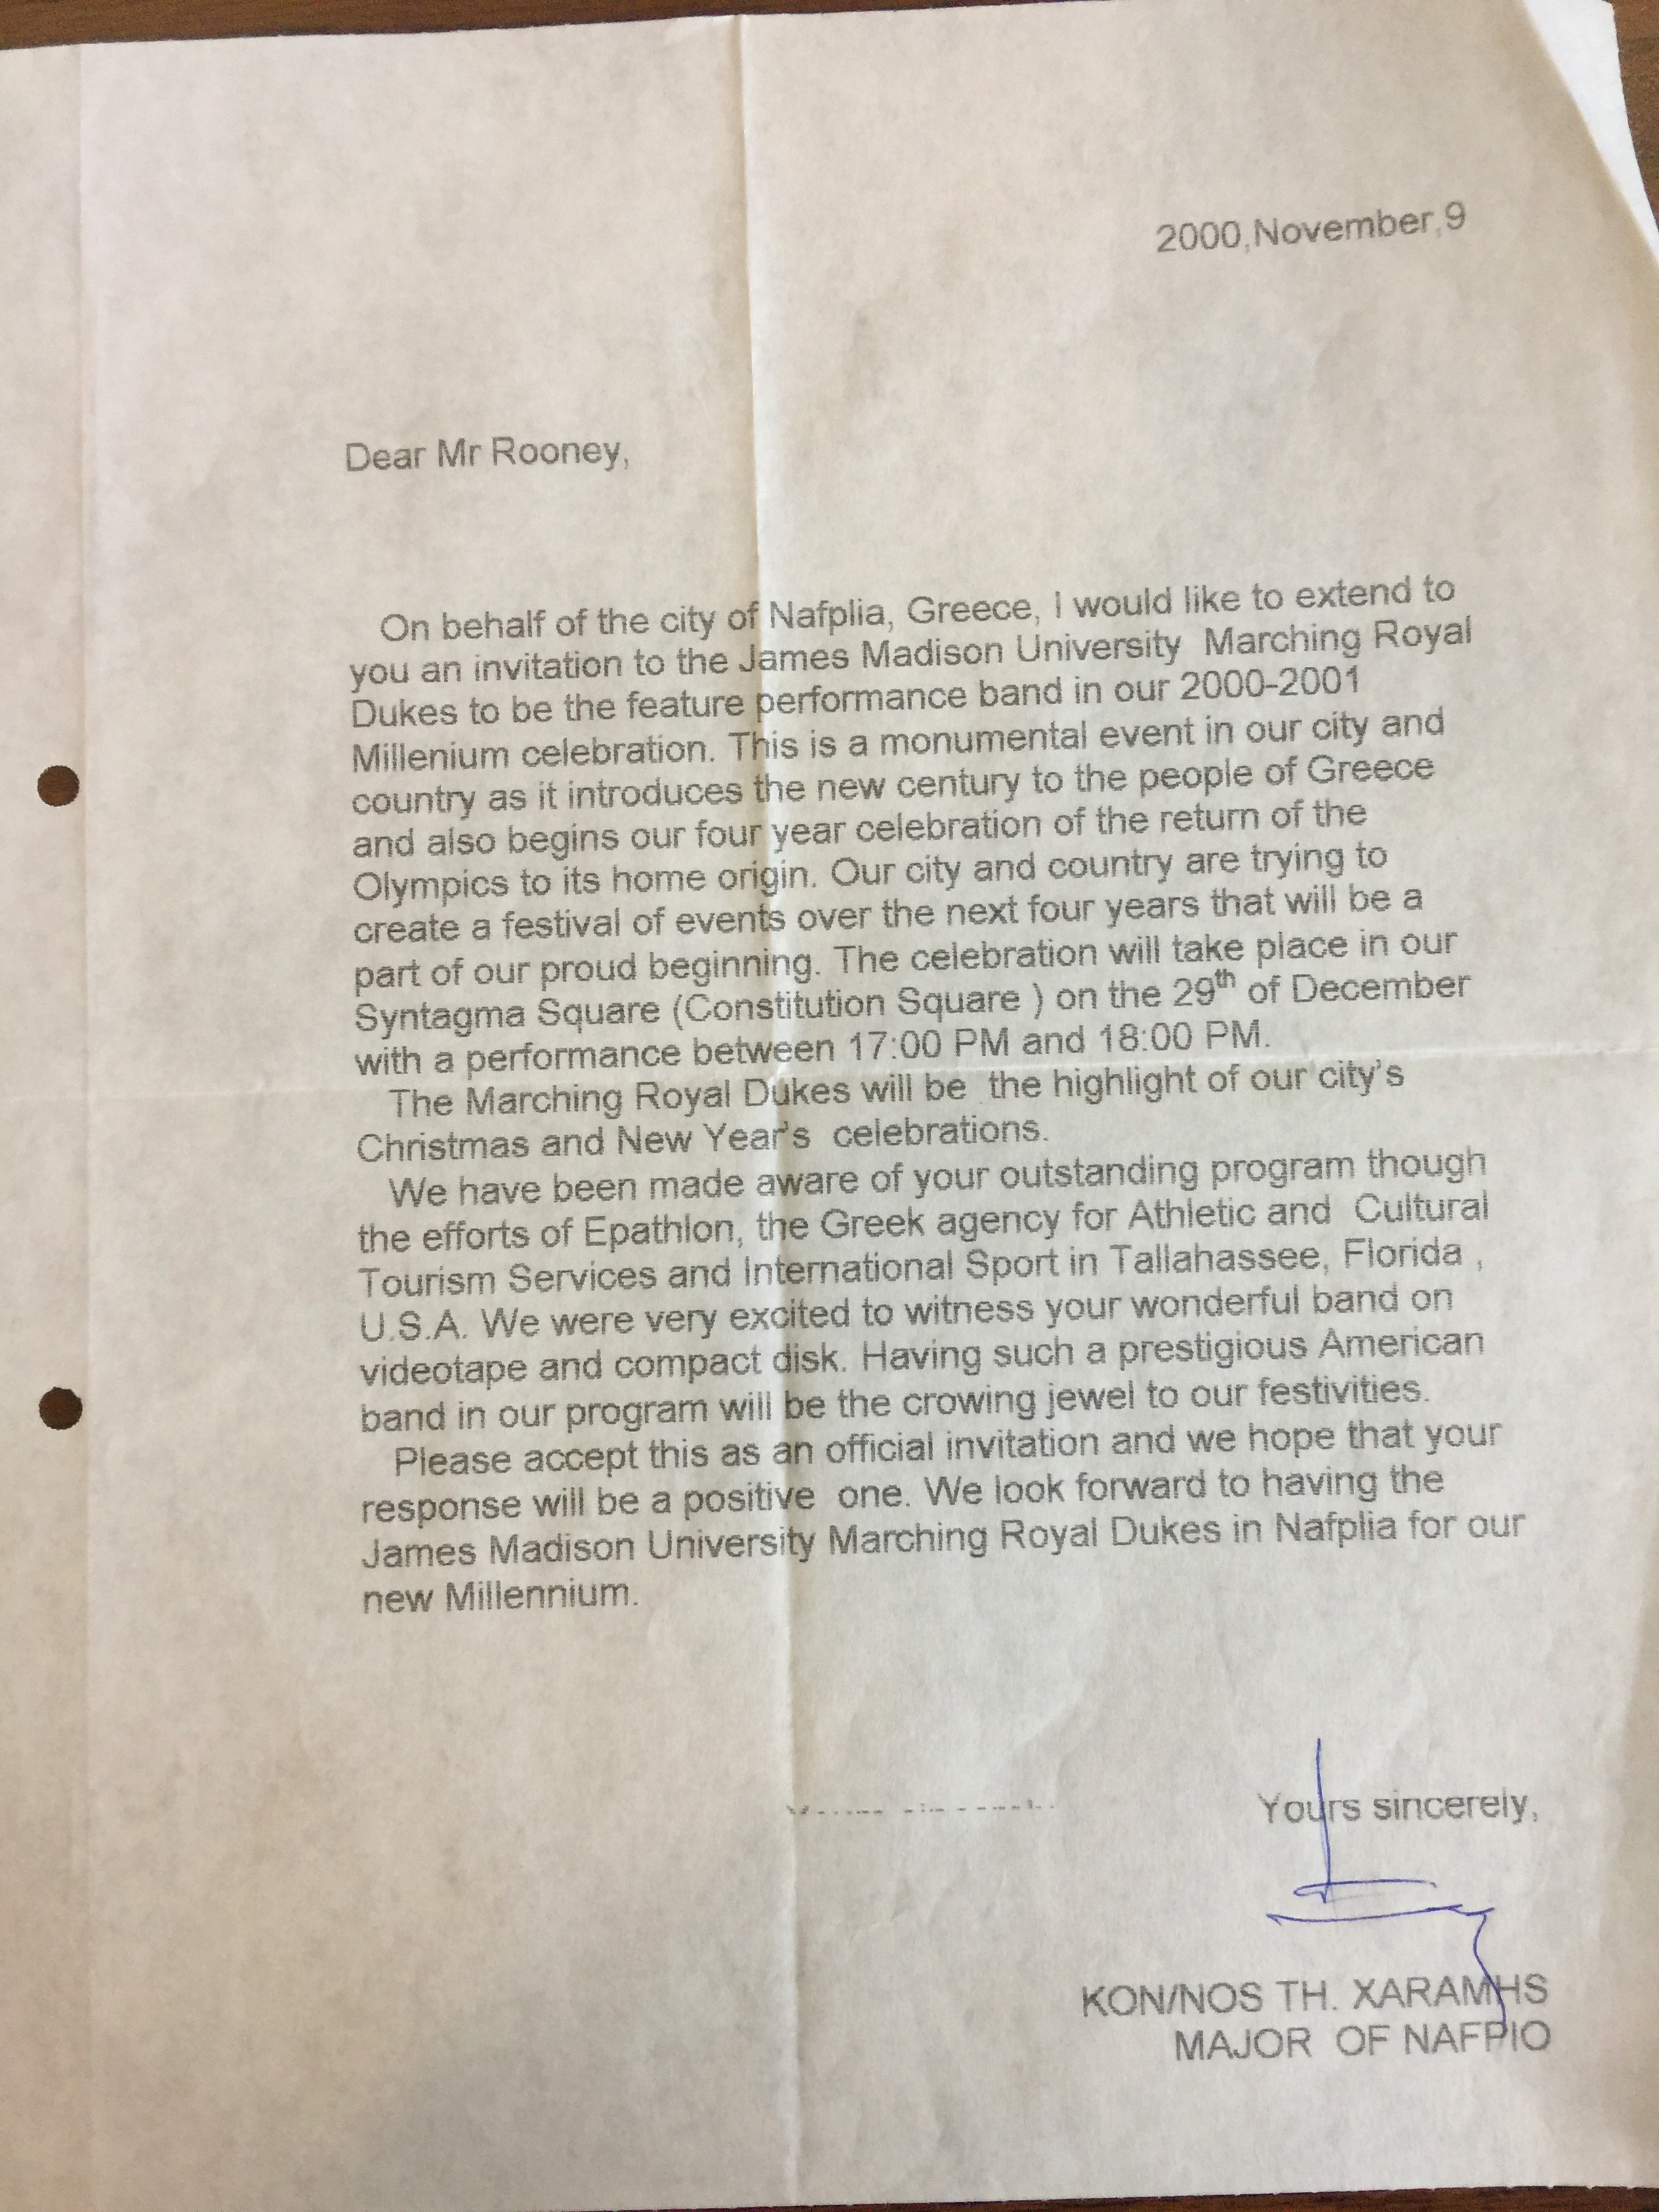 2000,November,9
Dear Mr Rooney,
On behalf of the city of Nafplia, Greece, I would like to extend to
you an invitation to the James Madison University Marching Royal
Dukes to be the feature performance band in our 2000-2001
Millenium celebration. This is a monumental event in our city and
country as it introduces the new century to the people of Greece
and also begins our four year celebration of the return of the
Olympics to its home origin. Our city and country are trying to
create a festival of events over the next four years that will be a
part of our proud beginning. The celebration will take place in our
Syntagma Square (Constitution Square ) on the 29th of December
with a performance between 17:00 PM and 18:00 PM.
The Marching Royal Dukes will be the highlight of our city's
Christmas and New Year's celebrations.
We have been made aware of your outstanding program though
the efforts of Epathlon, the Greek agency for Athletic and Cultural
Tourism Services and International Sport in Tallahassee, Florida ,
U.S.A. We were very excited to witness your wonderful band on
videotape and compact disk. Having such a prestigious American
band in our program will be the crowing jewel to our festivities.
Please accept this as an official invitation and we hope that your
response will be a positive one. We look forward to having the
James Madison University Marching Royal Dukes in Nafplia for our
new Millennium.
Yours sincerely,
KON/NOS TH. XARAMHS
MAJOR OF NAFPIO